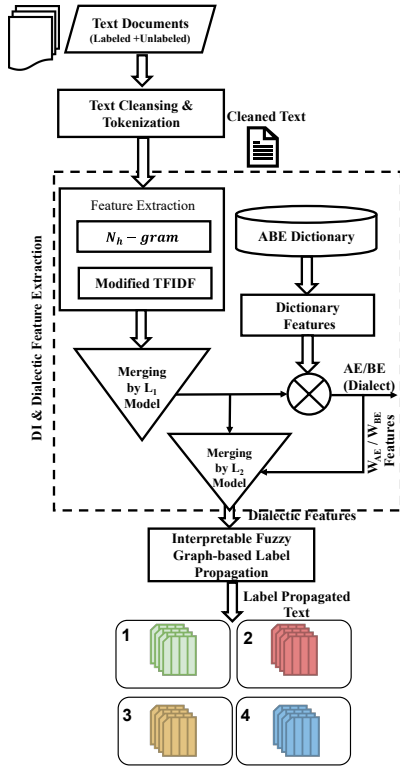 Text Documents
(Labeled +Unlabeled)
Text Cleansing &
Tokenization
Cleaned Text
DI & Dialectic Feature Extraction
Feature Extraction
N_h − gram
Modified TFIDF
ABE Dictionary
Dictionary
Features
Merging
by L₁
Model
AE/BE
(Dialect)
W_AE / W_BE
Features
Merging
by L₂
Model
Dialectic Features
Interpretable Fuzzy
Graph-based Label
Propagation
Label Propagated
Text
1
2
3
4